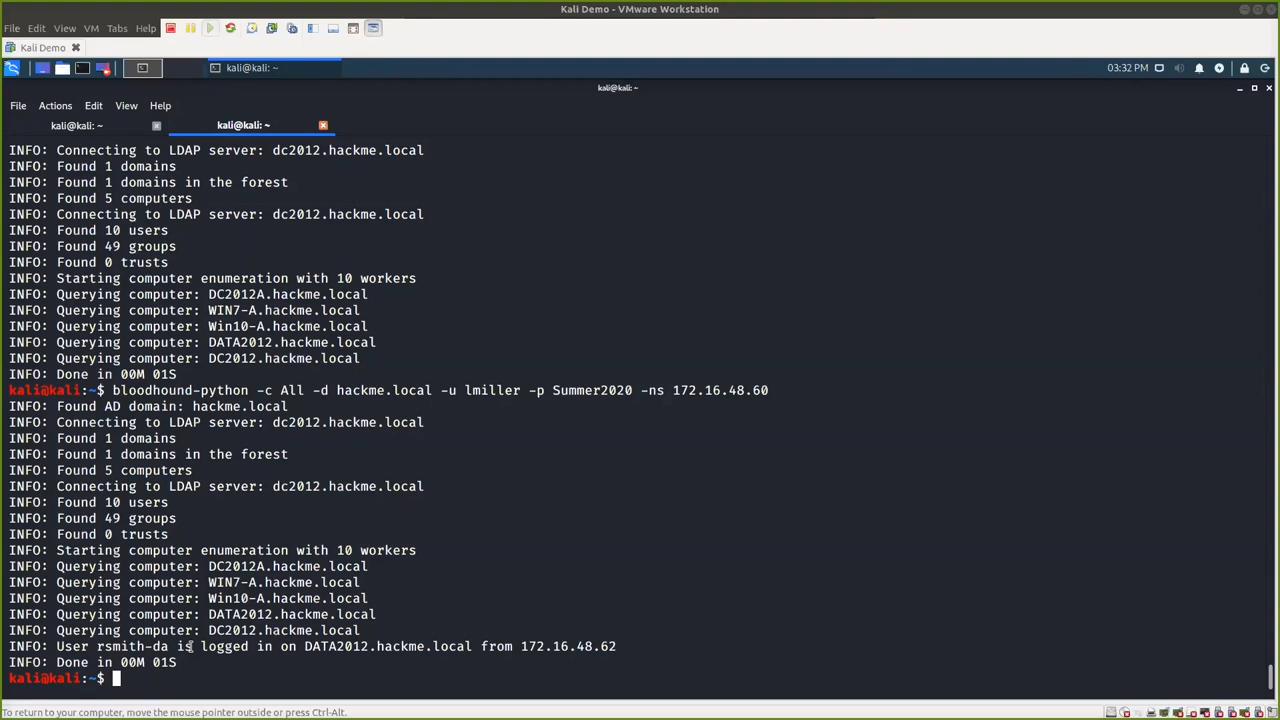 Kali Demo - VMware Workstation
File Edit View VM Tabs Help
Kali Demo
kali@kali: ~
03:32 PM
kali@kali: ~
File Actions Edit View Help
kali@kali: ~ kali@kali: ~
INFO: Connecting to LDAP server: dc2012.hackme.local
INFO: Found 1 domains
INFO: Found 1 domains in the forest
INFO: Found 5 computers
INFO: Connecting to LDAP server: dc2012.hackme.local
INFO: Found 10 users
INFO: Found 49 groups
INFO: Found 0 trusts
INFO: Starting computer enumeration with 10 workers
INFO: Querying computer: DC2012A.hackme.local
INFO: Querying computer: WIN7-A.hackme.local
INFO: Querying computer: Win10-A.hackme.local
INFO: Querying computer: DATA2012.hackme.local
INFO: Querying computer: DC2012.hackme.local
INFO: Done in 00M 01S
kali@kali:~$ bloodhound-python -c All -d hackme.local -u lmiller -p Summer2020 -ns 172.16.48.60
INFO: Found AD domain: hackme.local
INFO: Connecting to LDAP server: dc2012.hackme.local
INFO: Found 1 domains
INFO: Found 1 domains in the forest
INFO: Found 5 computers
INFO: Connecting to LDAP server: dc2012.hackme.local
INFO: Found 10 users
INFO: Found 49 groups
INFO: Found 0 trusts
INFO: Starting computer enumeration with 10 workers
INFO: Querying computer: DC2012A.hackme.local
INFO: Querying computer: WIN7-A.hackme.local
INFO: Querying computer: Win10-A.hackme.local
INFO: Querying computer: DATA2012.hackme.local
INFO: Querying computer: DC2012.hackme.local
INFO: User rsmith-da is logged in on DATA2012.hackme.local from 172.16.48.62
INFO: Done in 00M 01S
kali@kali:~$
To return to your computer, move the mouse pointer outside or press Ctrl-Alt.